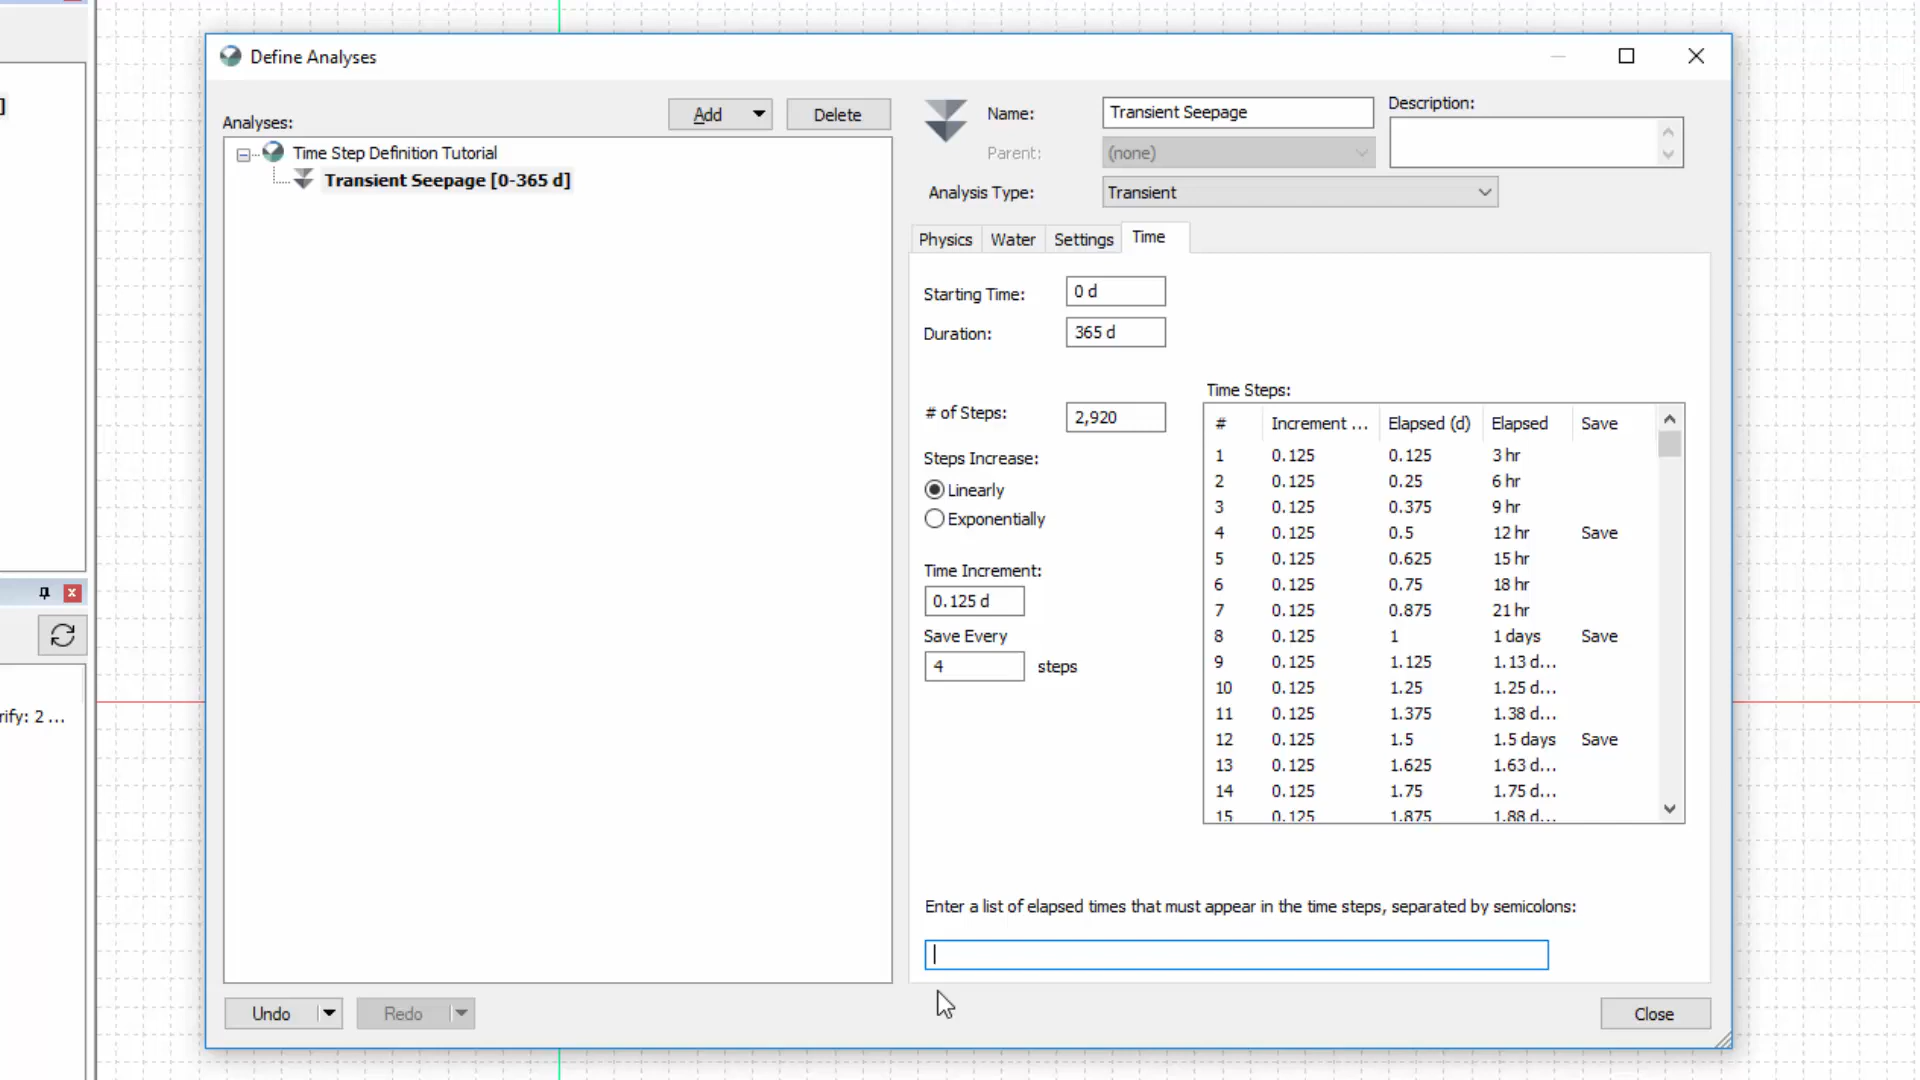 Define Analyses
]
rify: 2 ...
Analyses:
Add
Delete
Time Step Definition Tutorial
Transient Seepage [0-365 d]
Name:
Transient Seepage
Description:
Parent:
(none)
Analysis Type:
Transient
Physics
Water
Settings
Time
Starting Time:
0 d
Duration:
365 d
# of Steps:
2,920
Steps Increase:
Linearly
Exponentially
Time Increment:
0.125 d
Save Every
4
steps
Time Steps:
# Increment ... Elapsed (d) Elapsed Save
1 0.125 0.125 3 hr
2 0.125 0.25 6 hr
3 0.125 0.375 9 hr
4 0.125 0.5 12 hr Save
5 0.125 0.625 15 hr
6 0.125 0.75 18 hr
7 0.125 0.875 21 hr
8 0.125 1 1 days Save
9 0.125 1.125 1.13 d...
10 0.125 1.25 1.25 d...
11 0.125 1.375 1.38 d...
12 0.125 1.5 1.5 days Save
13 0.125 1.625 1.63 d...
14 0.125 1.75 1.75 d...
15 0.125 1.875 1.88 d...
Enter a list of elapsed times that must appear in the time steps, separated by semicolons:
Undo
Redo
Close